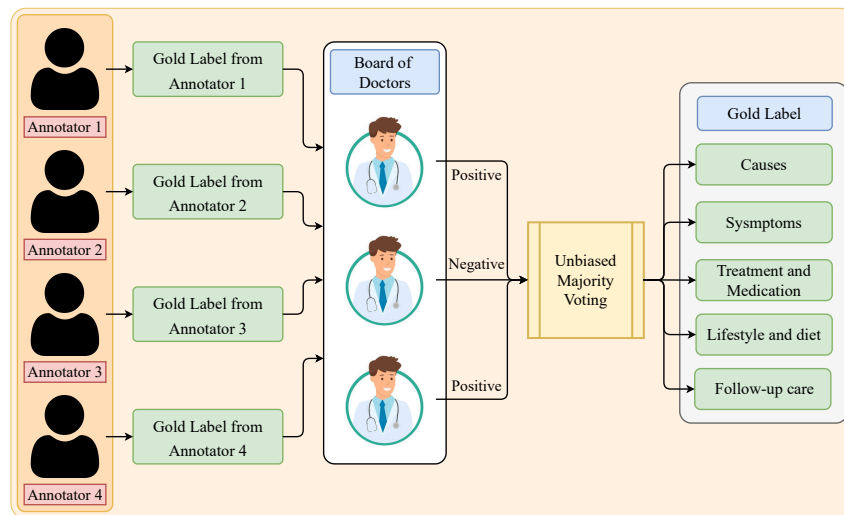 Annotator 1
Gold Label from
Annotator 1
Annotator 2
Gold Label from
Annotator 2
Annotator 3
Gold Label from
Annotator 3
Annotator 4
Gold Label from
Annotator 4
Board of
Doctors
Positive
Negative
Positive
Unbiased
Majority
Voting
Gold Label
Causes
Sysmptoms
Treatment and
Medication
Lifestyle and diet
Follow-up care